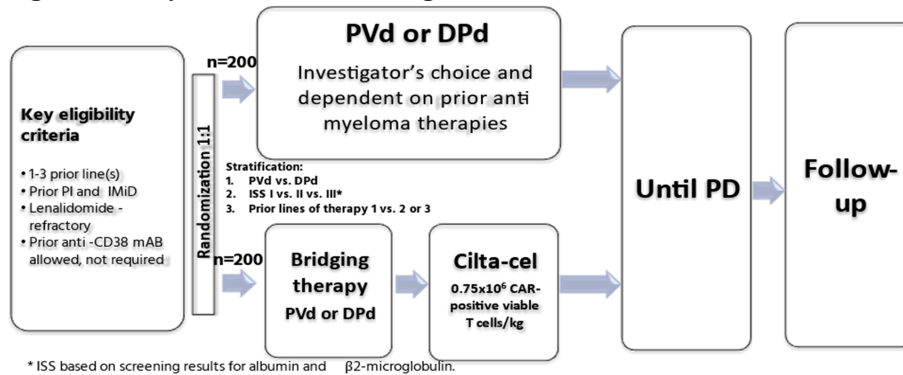 Key eligibility
criteria
• 1-3 prior line(s)
• Prior PI and IMiD
• Lenalidomide -
refractory
• Prior anti -CD38 mAB
allowed, not required
Randomization 1:1
n=200
PVd or DPd
Investigator’s choice and
dependent on prior anti
myeloma therapies
Stratification:
1. PVd vs. DPd
2. ISS I vs. II vs. III*
3. Prior lines of therapy 1 vs. 2 or 3
n=200
Bridging
therapy
PVd or DPd
Cilta-cel
0.75x10⁶ CAR-
positive viable
T cells/kg
Until PD
Follow-
up
* ISS based on screening results for albumin and β2-microglobulin.